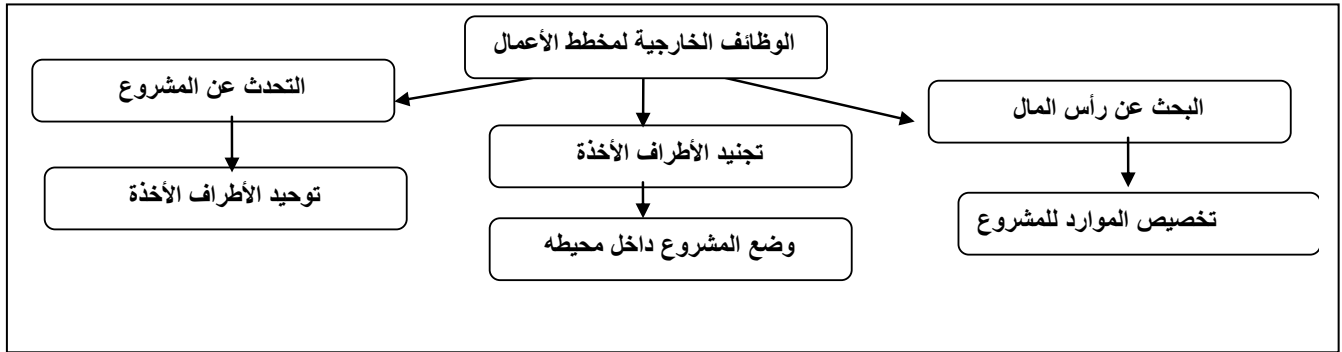 الوظائف الخارجية لمخطط الأعمال
البحث عن رأس المال
تخصيص الموارد للمشروع
تجنيد الأطراف الأخذة
وضع المشروع داخل محيطه
التحدث عن المشروع
توحيد الأطراف الأخذة